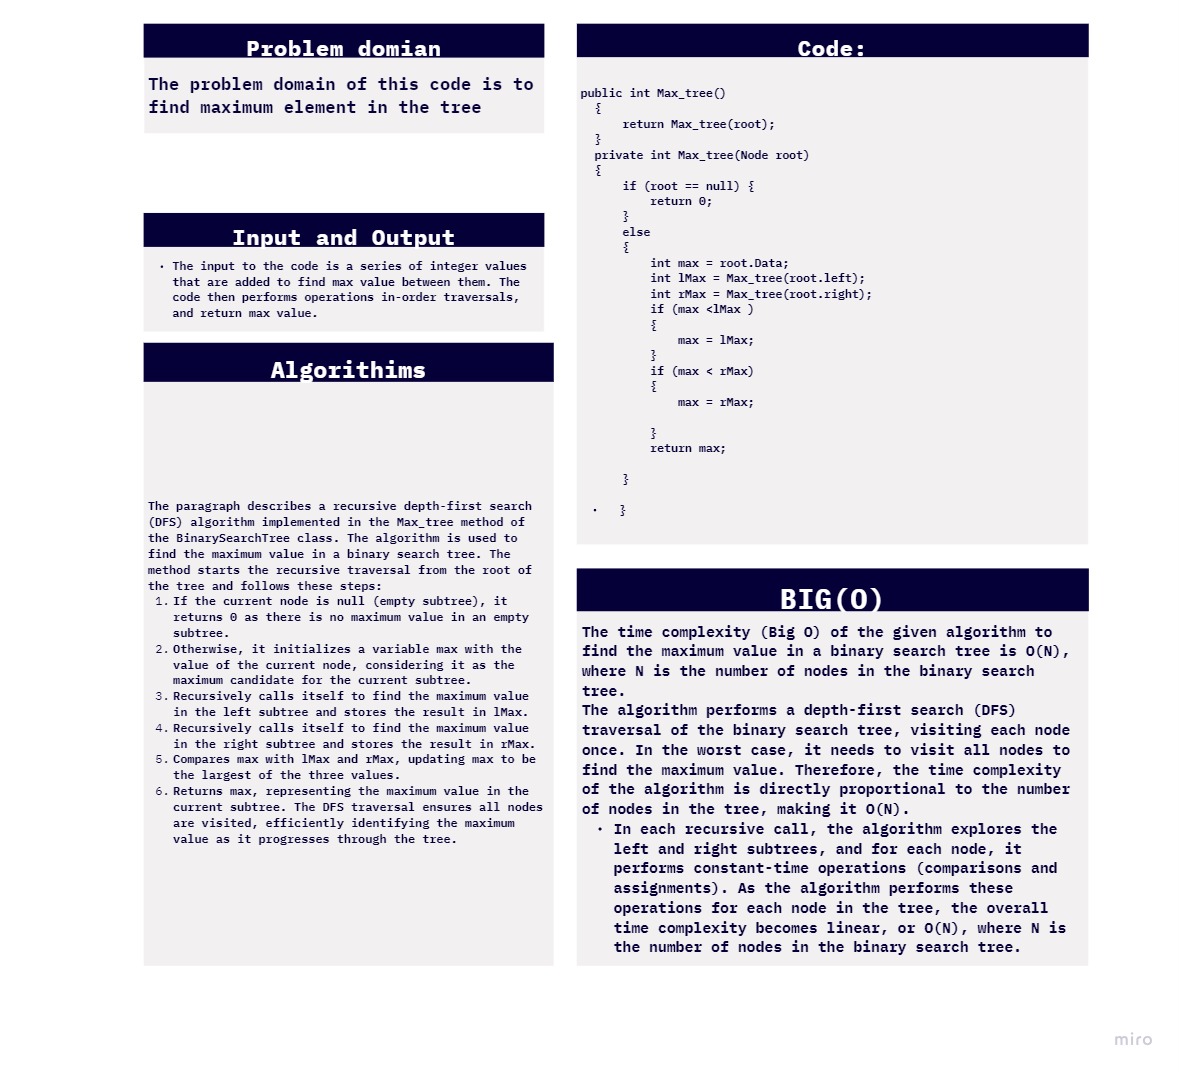 Problem domian
The problem domain of this code is to
find maximum element in the tree
Input and Output
• The input to the code is a series of integer values
that are added to find max value between them. The
code then performs operations in-order traversals,
and return max value.
Algorithims
The paragraph describes a recursive depth-first search
(DFS) algorithm implemented in the Max_tree method of
the BinarySearchTree class. The algorithm is used to
find the maximum value in a binary search tree. The
method starts the recursive traversal from the root of
the tree and follows these steps:
1. If the current node is null (empty subtree), it
returns 0 as there is no maximum value in an empty
subtree.
2. Otherwise, it initializes a variable max with the
value of the current node, considering it as the
maximum candidate for the current subtree.
3. Recursively calls itself to find the maximum value
in the left subtree and stores the result in lMax.
4. Recursively calls itself to find the maximum value
in the right subtree and stores the result in rMax.
5. Compares max with lMax and rMax, updating max to be
the largest of the three values.
6. Returns max, representing the maximum value in the
current subtree. The DFS traversal ensures all nodes
are visited, efficiently identifying the maximum
value as it progresses through the tree.
Code:
public int Max_tree()
{
return Max_tree(root);
}
private int Max_tree(Node root)
{
if (root == null) {
return 0;
}
else
{
int max = root.Data;
int lMax = Max_tree(root.left);
int rMax = Max_tree(root.right);
if (max <lMax )
{
max = lMax;
}
if (max < rMax)
{
max = rMax;
}
return max;
}
• }
BIG(O)
The time complexity (Big O) of the given algorithm to
find the maximum value in a binary search tree is O(N),
where N is the number of nodes in the binary search
tree.
The algorithm performs a depth-first search (DFS)
traversal of the binary search tree, visiting each node
once. In the worst case, it needs to visit all nodes to
find the maximum value. Therefore, the time complexity
of the algorithm is directly proportional to the number
of nodes in the tree, making it O(N).
• In each recursive call, the algorithm explores the
left and right subtrees, and for each node, it
performs constant-time operations (comparisons and
assignments). As the algorithm performs these
operations for each node in the tree, the overall
time complexity becomes linear, or O(N), where N is
the number of nodes in the binary search tree.
miro